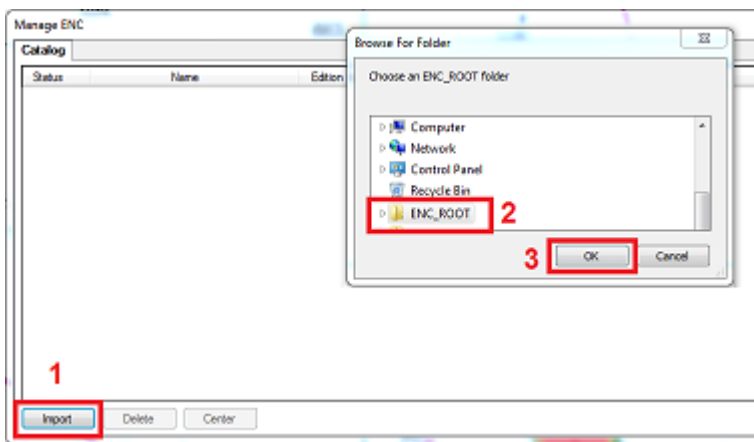 Manage ENC
Catalog
Status Name Edition
Browse For Folder
Choose an ENC_ROOT folder
Computer
Network
Control Panel
Recycle Bin
ENC_ROOT 2
3 OK Cancel
1
Import Delete Center